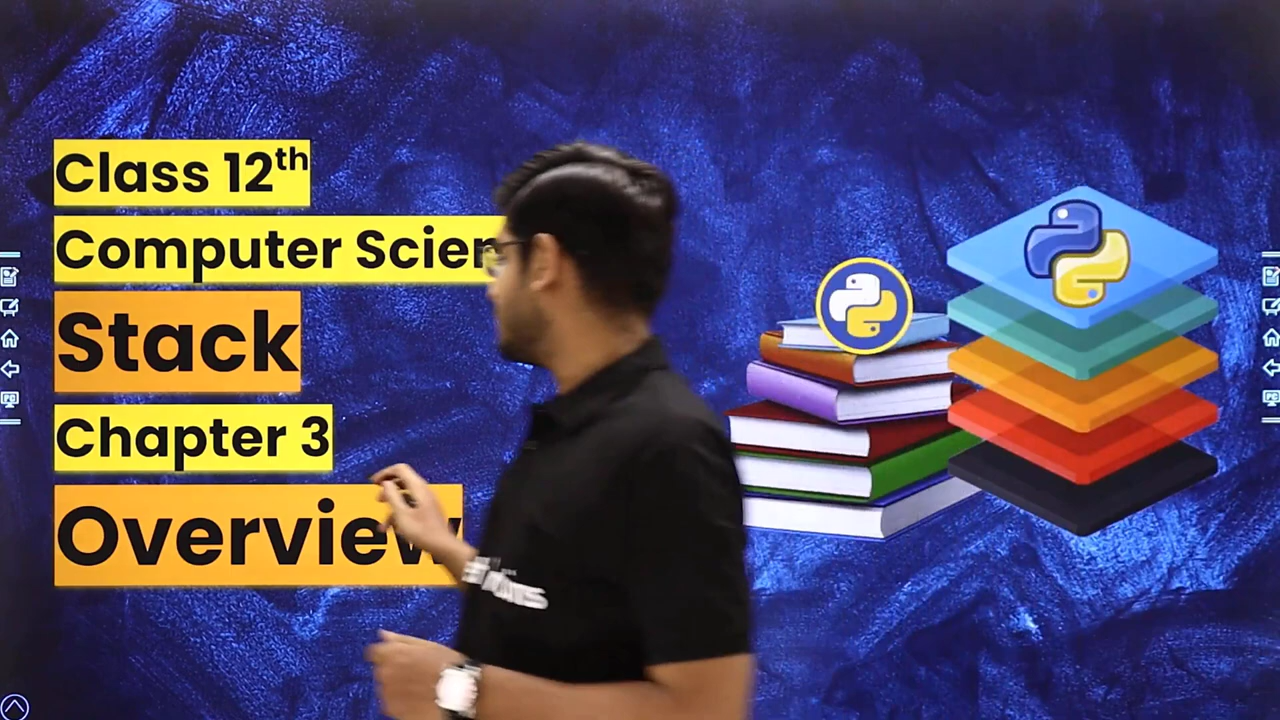 Class 12th
Computer Scien
Stack
Chapter 3
Overview